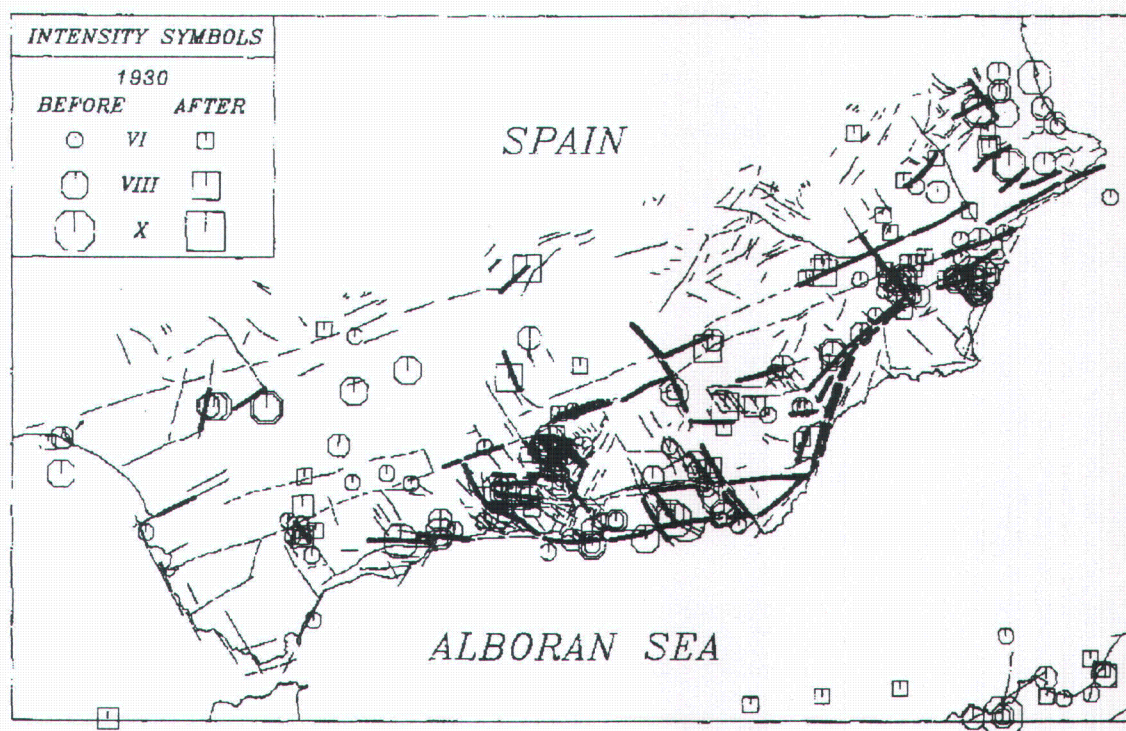 INTENSITY SYMBOLS
1930
BEFORE AFTER
VI
VIII
X
SPAIN
ALBORAN SEA